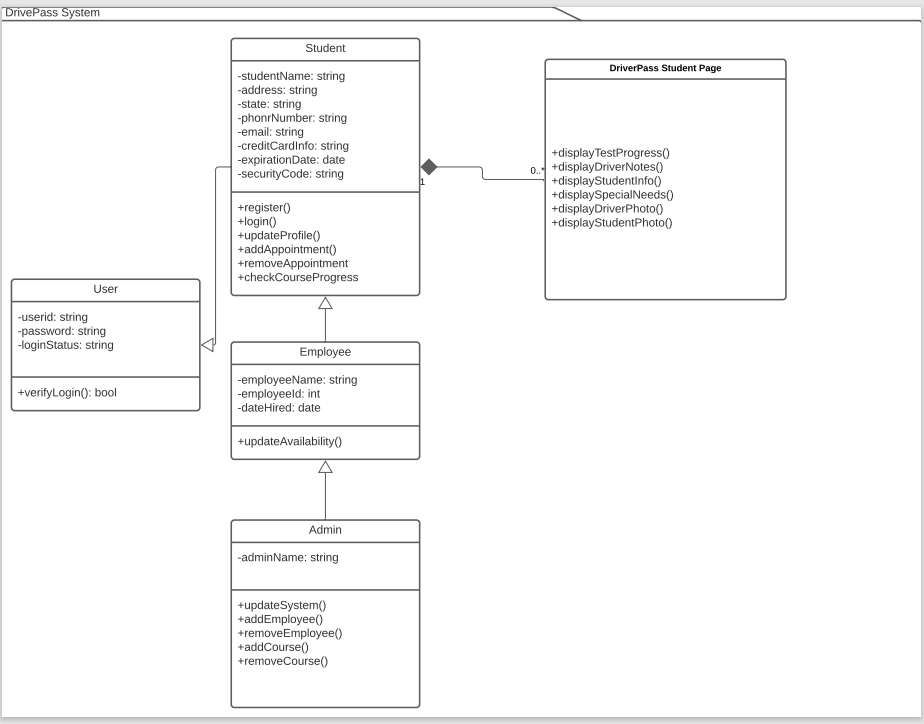 DrivePass System
Student
-studentName: string
-address: string
-state: string
-phonrNumber: string
-email: string
-creditCardInfo: string
-expirationDate: date
-securityCode: string
+register()
+login()
+updateProfile()
+addAppointment()
+removeAppointment
+checkCourseProgress
1
0..*
DriverPass Student Page
+displayTestProgress()
+displayDriverNotes()
+displayStudentInfo()
+displaySpecialNeeds()
+displayDriverPhoto()
+displayStudentPhoto()
User
-userid: string
-password: string
-loginStatus: string
+verifyLogin(): bool
Employee
-employeeName: string
-employeeId: int
-dateHired: date
+updateAvailability()
Admin
-adminName: string
+updateSystem()
+addEmployee()
+removeEmployee()
+addCourse()
+removeCourse()